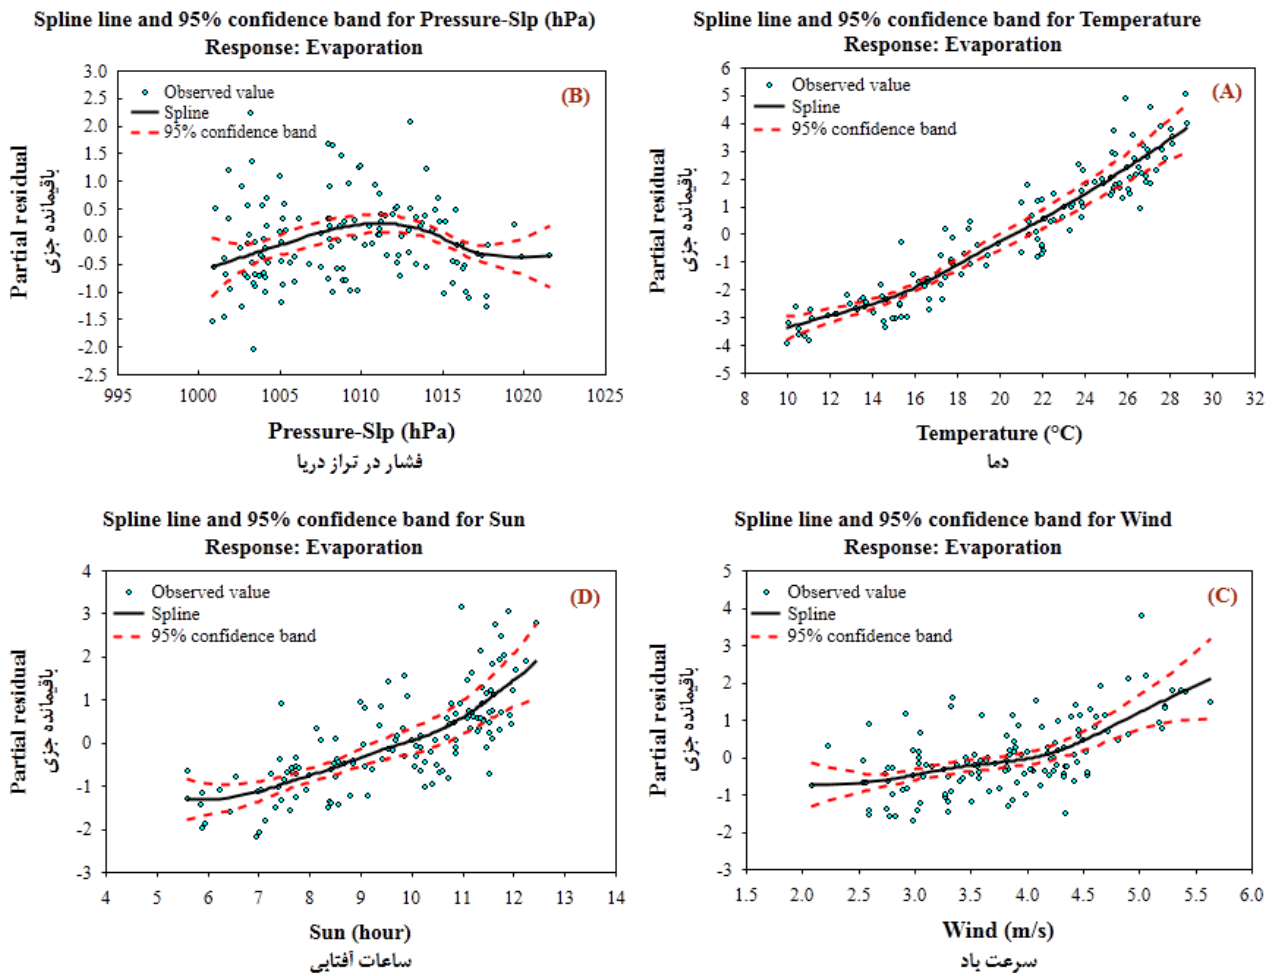 Spline line and 95% confidence band for Pressure-Slp (hPa)
Response: Evaporation
Observed value
Spline
95% confidence band
(B)
3.0
2.5
2.0
1.5
1.0
0.5
0.0
-0.5
-1.0
-1.5
-2.0
-2.5
Partial residual
باقیمانده جزی
995
1000
1005
1010
1015
1020
1025
Pressure-Slp (hPa)
فشار در تراز دریا
Spline line and 95% confidence band for Temperature
Response: Evaporation
Observed value
Spline
95% confidence band
(A)
6
5
4
3
2
1
0
-1
-2
-3
-4
-5
Partial residual
باقیمانده جزی
8
10
12
14
16
18
20
22
24
26
28
30
32
Temperature (°C)
دما
Spline line and 95% confidence band for Sun
Response: Evaporation
Observed value
Spline
95% confidence band
(D)
4
3
2
1
0
-1
-2
-3
Partial residual
باقیمانده جزی
4
5
6
7
8
9
10
11
12
13
14
Sun (hour)
ساعات آفتابی
Spline line and 95% confidence band for Wind
Response: Evaporation
Observed value
Spline
95% confidence band
(C)
5
4
3
2
1
0
-1
-2
-3
Partial residual
باقیمانده جزی
1.5
2.0
2.5
3.0
3.5
4.0
4.5
5.0
5.5
6.0
Wind (m/s)
سرعت باد